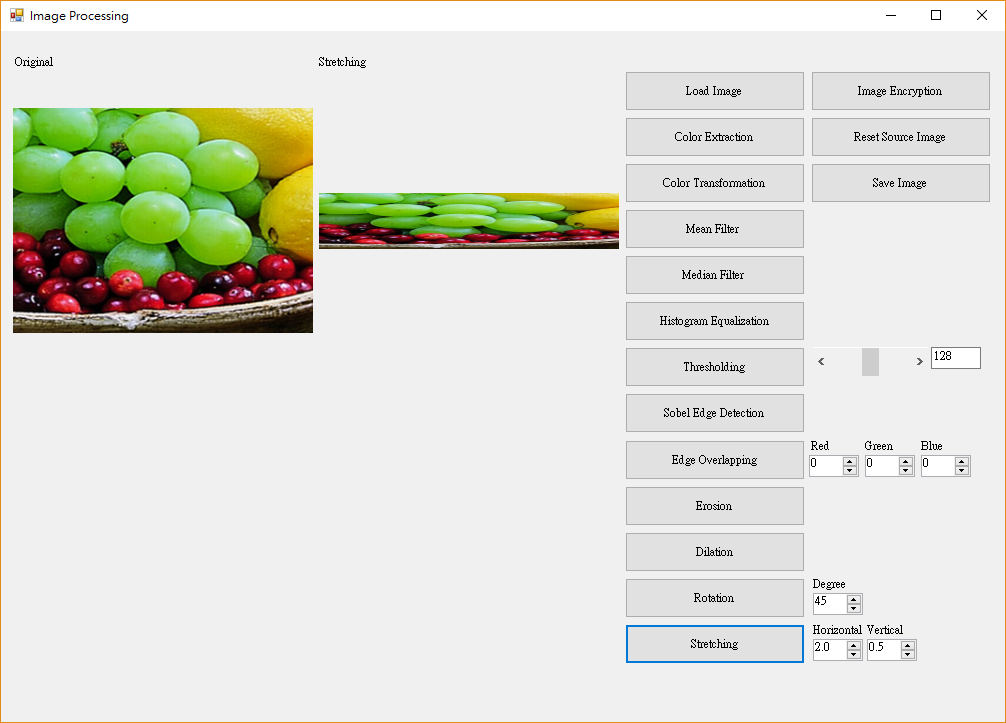 Image Processing
Original
Stretching
Load Image
Image Encryption
Color Extraction
Reset Source Image
Color Transformation
Save Image
Mean Filter
Median Filter
Histogram Equalization
Thresholding
128
Sobel Edge Detection
Red Green Blue
Edge Overlapping
0 0 0
Erosion
Dilation
Degree
Rotation
45
Horizontal Vertical
Stretching
2.0 0.5